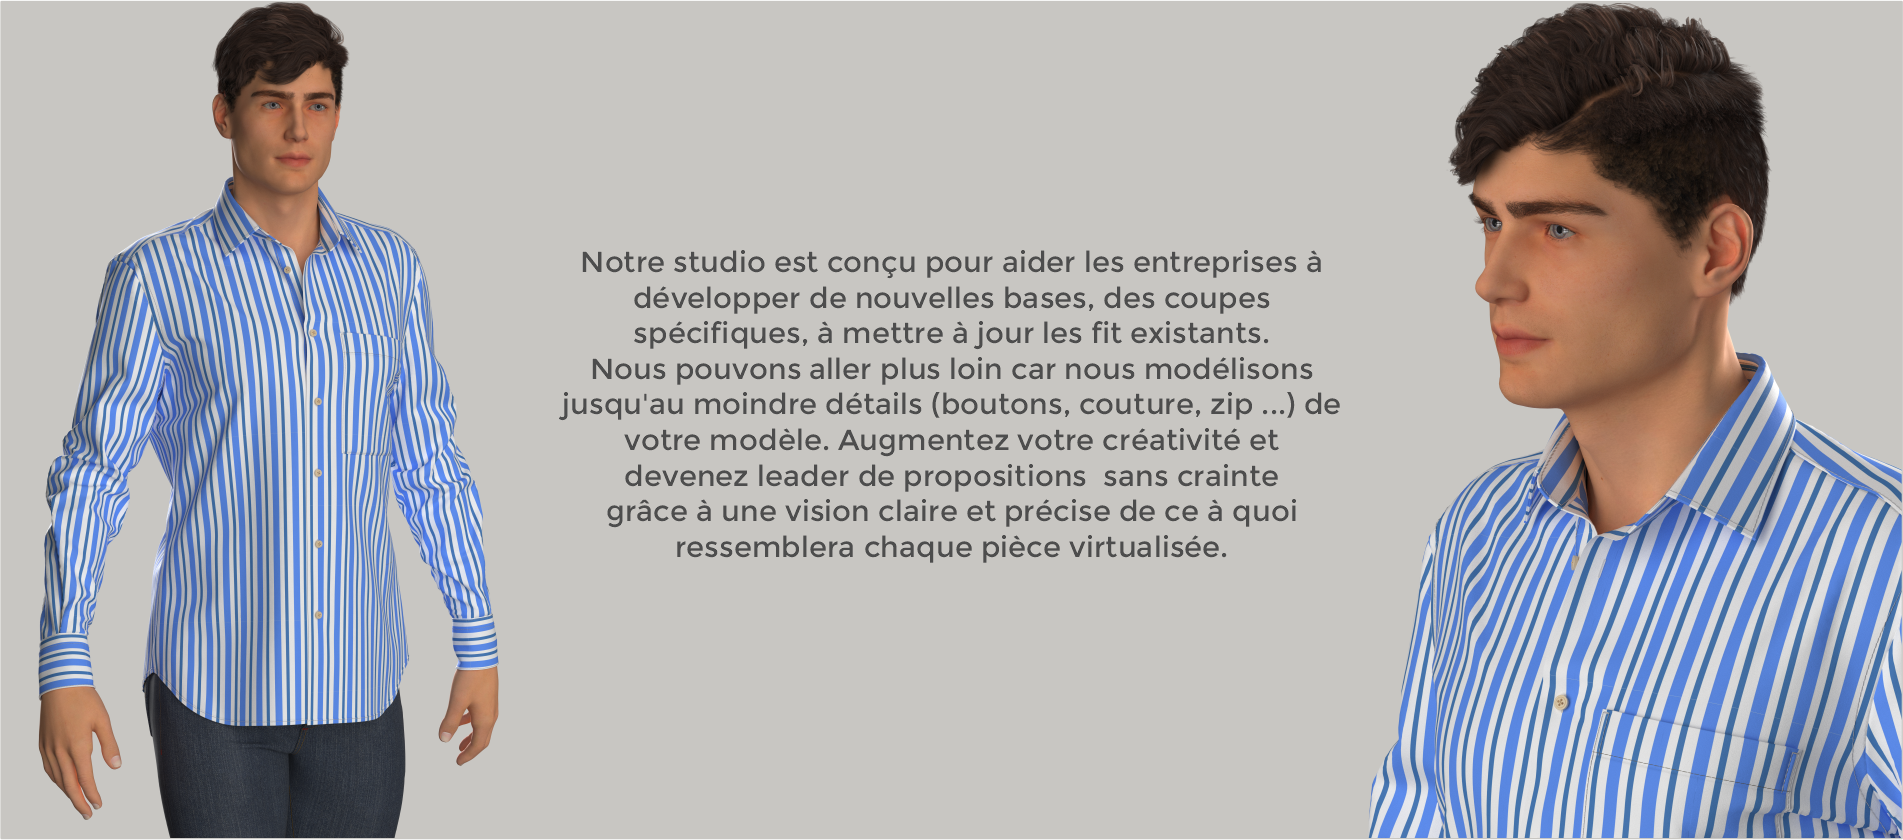 Notre studio est conçu pour aider les entreprises à
développer de nouvelles bases, des coupes
spécifiques, à mettre à jour les fit existants.
Nous pouvons aller plus loin car nous modélisons
jusqu'au moindre détails (boutons, couture, zip ...) de
votre modèle. Augmentez votre créativité et
devenez leader de propositions  sans crainte
grâce à une vision claire et précise de ce à quoi
ressemblera chaque pièce virtualisée.